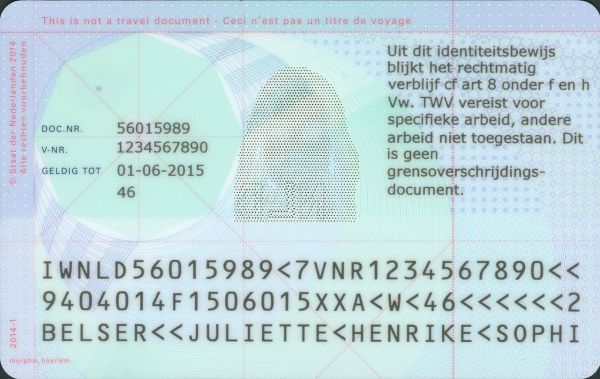 This is not a travel document - Ceci n'est pas un titre de voyage
© Staat der Nederlanden 2014
Alle rechten voorbehouden
DOC.NR. 56015989
V-NR. 1234567890
GELDIG TOT 01-06-2015
46
Uit dit identiteitsbewijs
blijkt het rechtmatig
verblijf cf art 8 onder f en h
Vw. TWV vereist voor
specifieke arbeid, andere
arbeid niet toegestaan. Dit
is geen
grensoverschrijdings-
document.
IWNLD56015989<7VNR1234567890<<
9404014F1506015XXA<W<46<<<<<<2
BELSER<<JULIETTE<HENRIKE<SOPHI
2014-1
morpho, haarlem